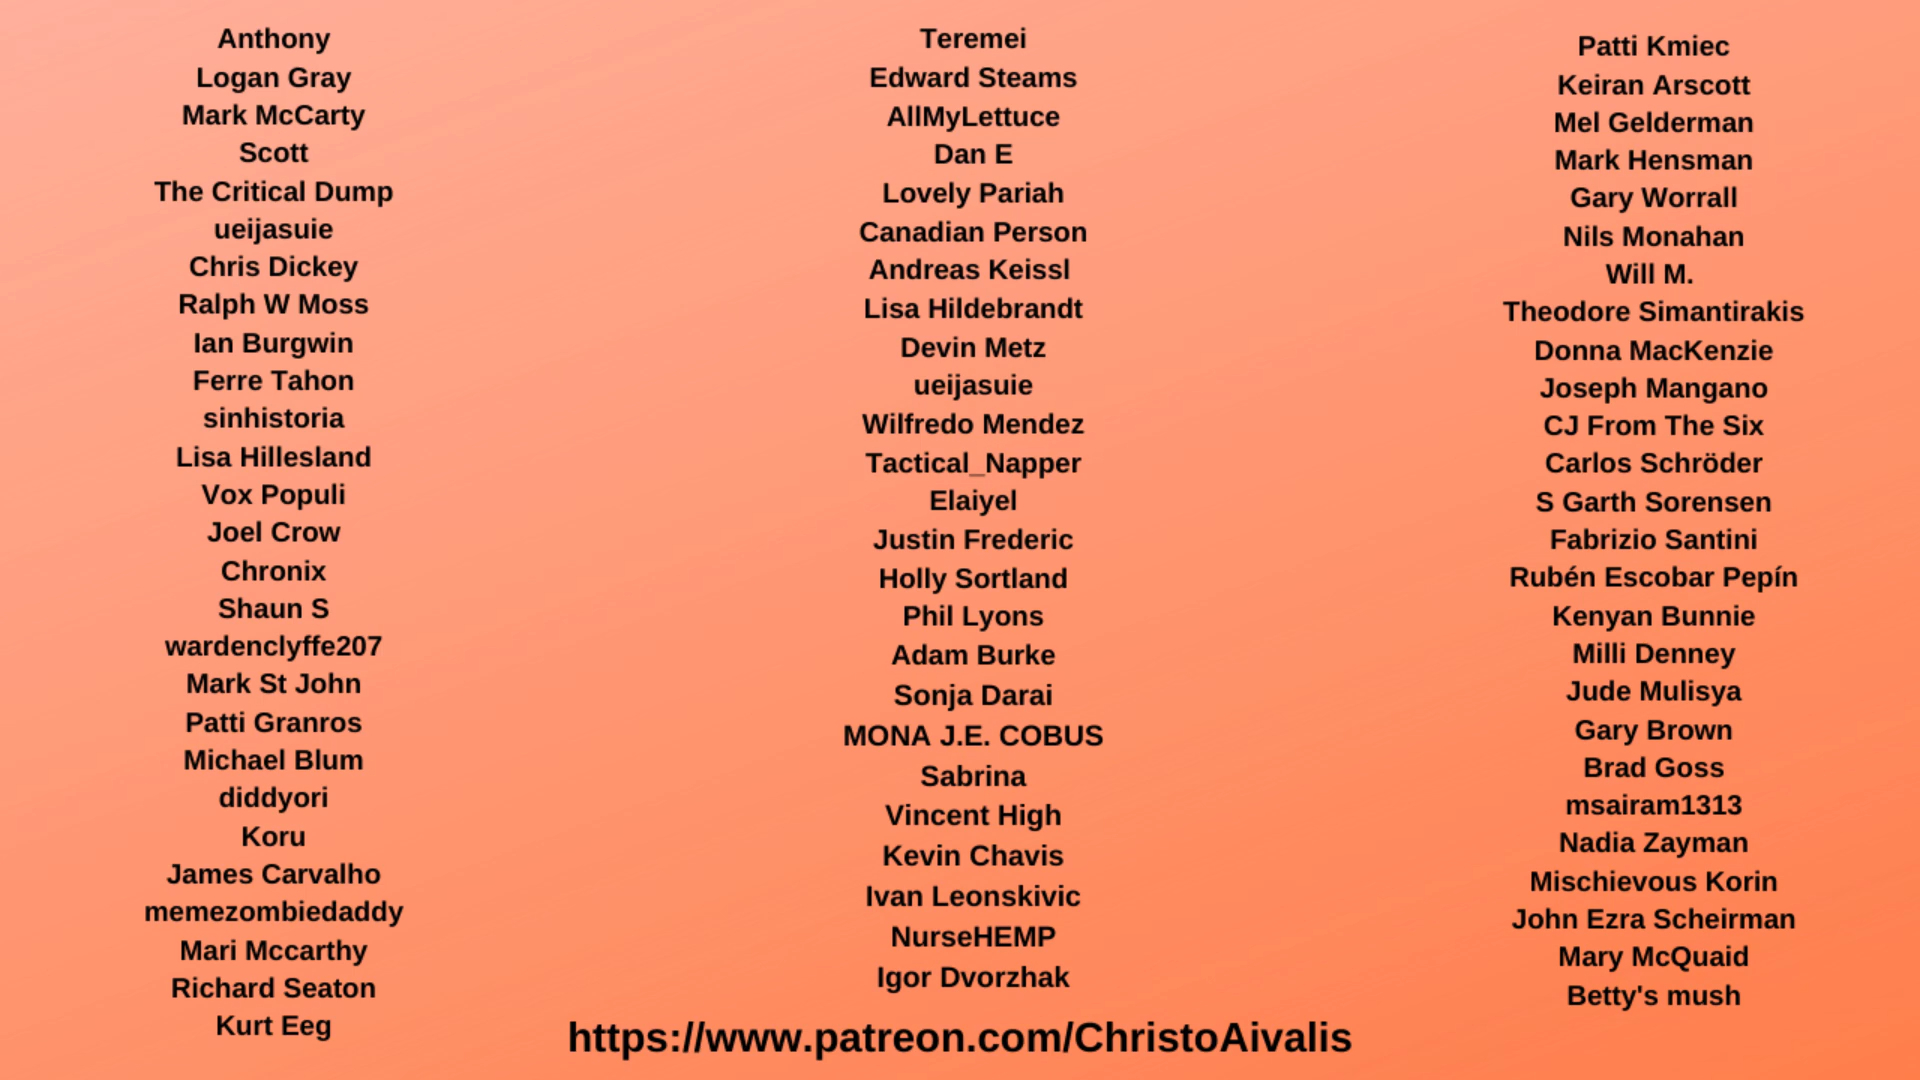 Anthony
Logan Gray
Mark McCarty
Scott
The Critical Dump
ueijasuie
Chris Dickey
Ralph W Moss
Ian Burgwin
Ferre Tahon
sinhistoria
Lisa Hillesland
Vox Populi
Joel Crow
Chronix
Shaun S
wardenclyffe207
Mark St John
Patti Granros
Michael Blum
diddyori
Koru
James Carvalho
memezombiedaddy
Mari Mccarthy
Richard Seaton
Kurt Eeg
Teremei
Edward Steams
AllMyLettuce
Dan E
Lovely Pariah
Canadian Person
Andreas Keissl
Lisa Hildebrandt
Devin Metz
ueijasuie
Wilfredo Mendez
Tactical_Napper
Elaiyel
Justin Frederic
Holly Sortland
Phil Lyons
Adam Burke
Sonja Darai
MONA J.E. COBUS
Sabrina
Vincent High
Kevin Chavis
Ivan Leonskivic
NurseHEMP
Igor Dvorzhak
Patti Kmiec
Keiran Arscott
Mel Gelderman
Mark Hensman
Gary Worrall
Nils Monahan
Will M.
Theodore Simantirakis
Donna MacKenzie
Joseph Mangano
CJ From The Six
Carlos Schröder
S Garth Sorensen
Fabrizio Santini
Rubén Escobar Pepín
Kenyan Bunnie
Milli Denney
Jude Mulisya
Gary Brown
Brad Goss
msairam1313
Nadia Zayman
Mischievous Korin
John Ezra Scheirman
Mary McQuaid
Betty's mush
https://www.patreon.com/ChristoAivalis